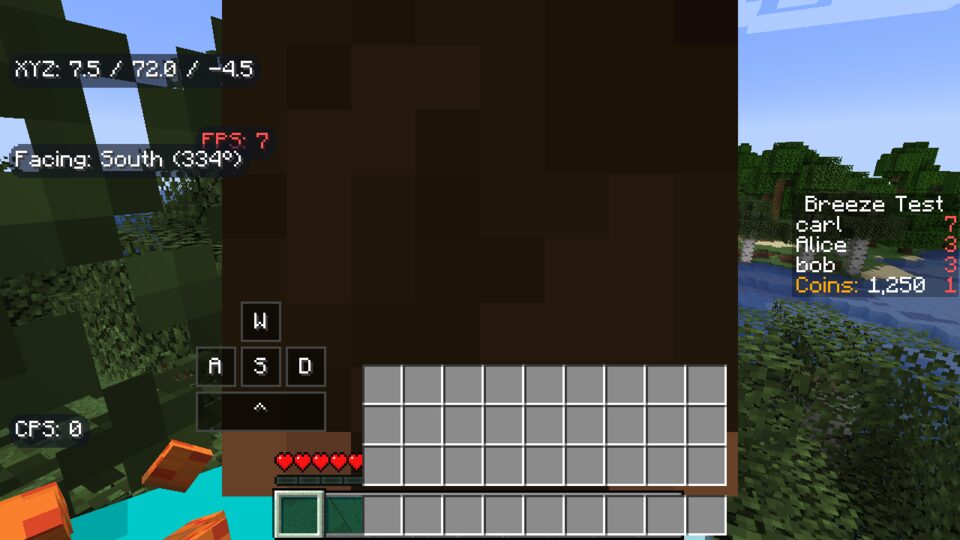 XYZ: 7.5 / 72.0 / -4.5
FPS: 7
Facing: South (334°)
Breeze Test
carl 7
Alice 3
bob 3
Coins: 1,250 1
W
A S D
^
CPS: 0